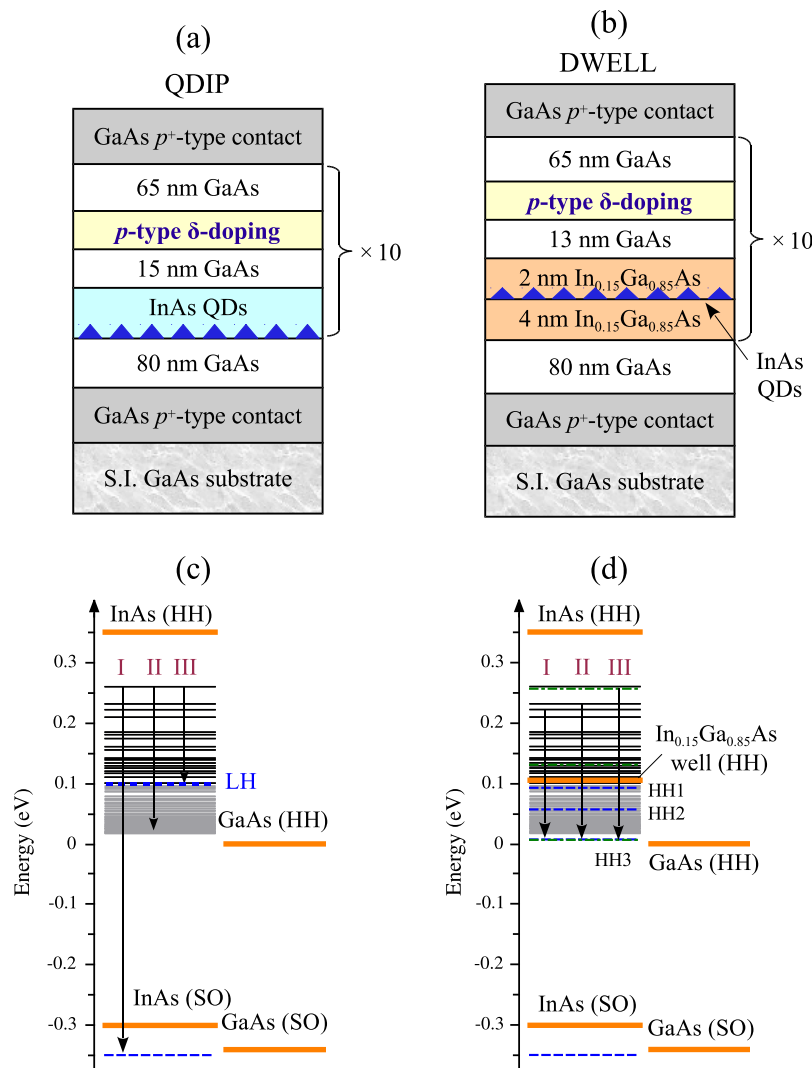 (a)
QDIP
GaAs p⁺-type contact
65 nm GaAs
p-type δ-doping
15 nm GaAs
InAs QDs
80 nm GaAs
GaAs p⁺-type contact
S.I. GaAs substrate
× 10
(b)
DWELL
GaAs p⁺-type contact
65 nm GaAs
p-type δ-doping
13 nm GaAs
2 nm In₀.₁₅Ga₀.₈₅As
4 nm In₀.₁₅Ga₀.₈₅As
80 nm GaAs
GaAs p⁺-type contact
S.I. GaAs substrate
× 10
InAs
QDs
(c)
InAs (HH)
I II III
LH
GaAs (HH)
InAs (SO)
GaAs (SO)
Energy (eV)
0.3
0.2
0.1
0
-0.1
-0.2
-0.3
(d)
InAs (HH)
I II III
In₀.₁₅Ga₀.₈₅As
well (HH)
HH1
HH2
HH3
GaAs (HH)
InAs (SO)
GaAs (SO)
Energy (eV)
0.3
0.2
0.1
0
-0.1
-0.2
-0.3